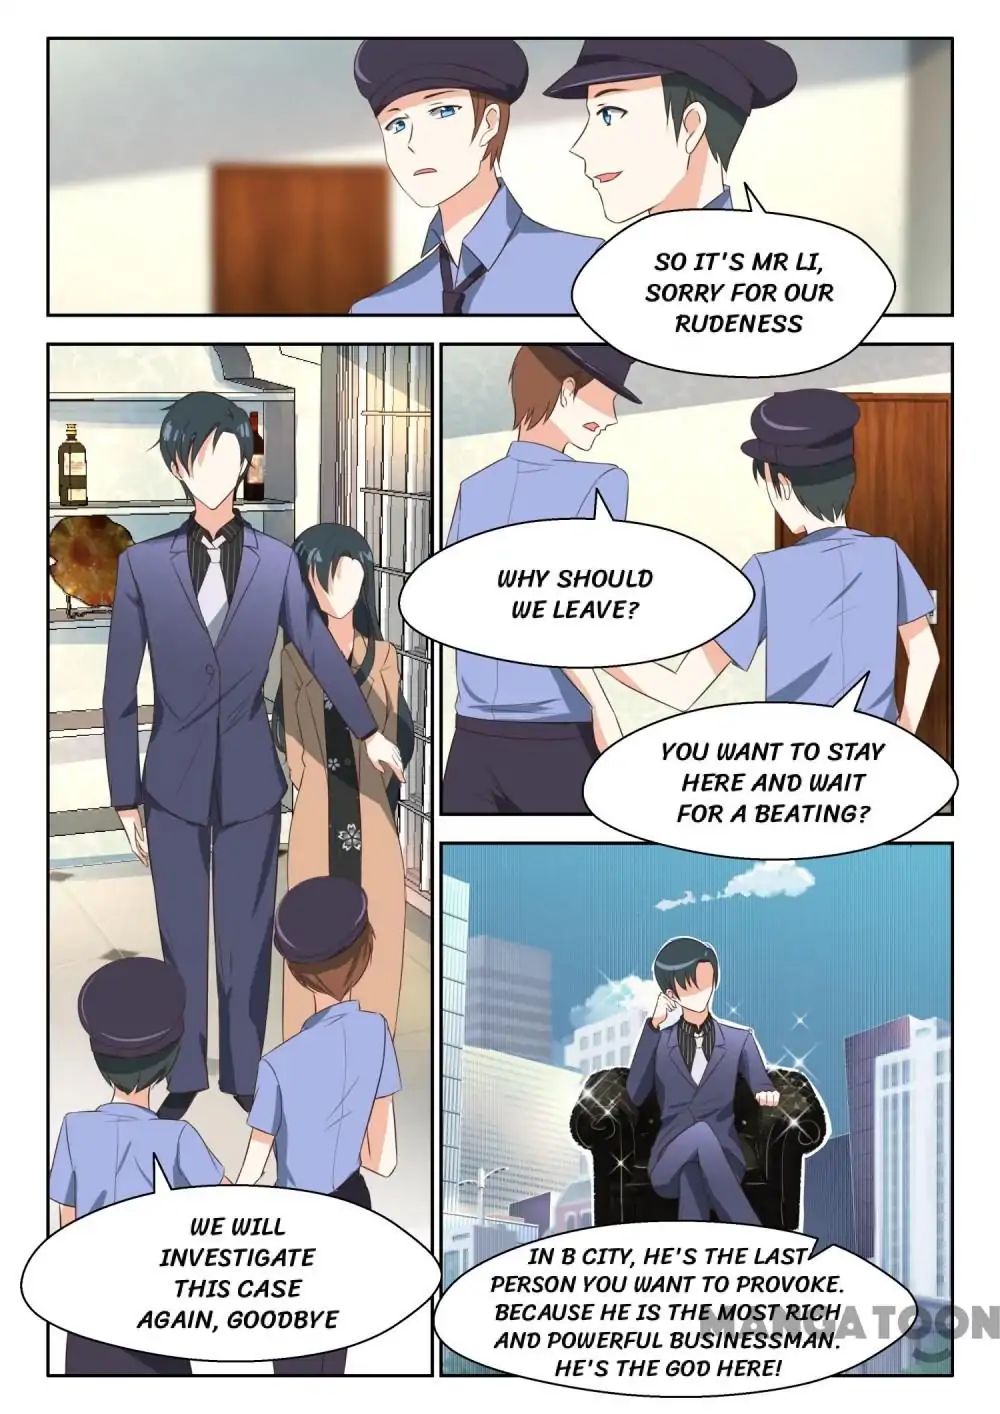 SO IT'S MR LI,
SORRY FOR OUR
RUDENESS
WE WILL
INVESTIGATE
THIS CASE
AGAIN, GOODBYE
WHY SHOULD
WE LEAVE?
YOU WANT TO STAY
HERE AND WAIT
FOR A BEATING?
IN B CITY, HE'S THE LAST
PERSON YOU WANT TO PROVOKE.
BECAUSE HE IS THE MOST RICH
AND POWERFUL BUSINESSMAN.
HE'S THE GOD HERE!
MANGATOON